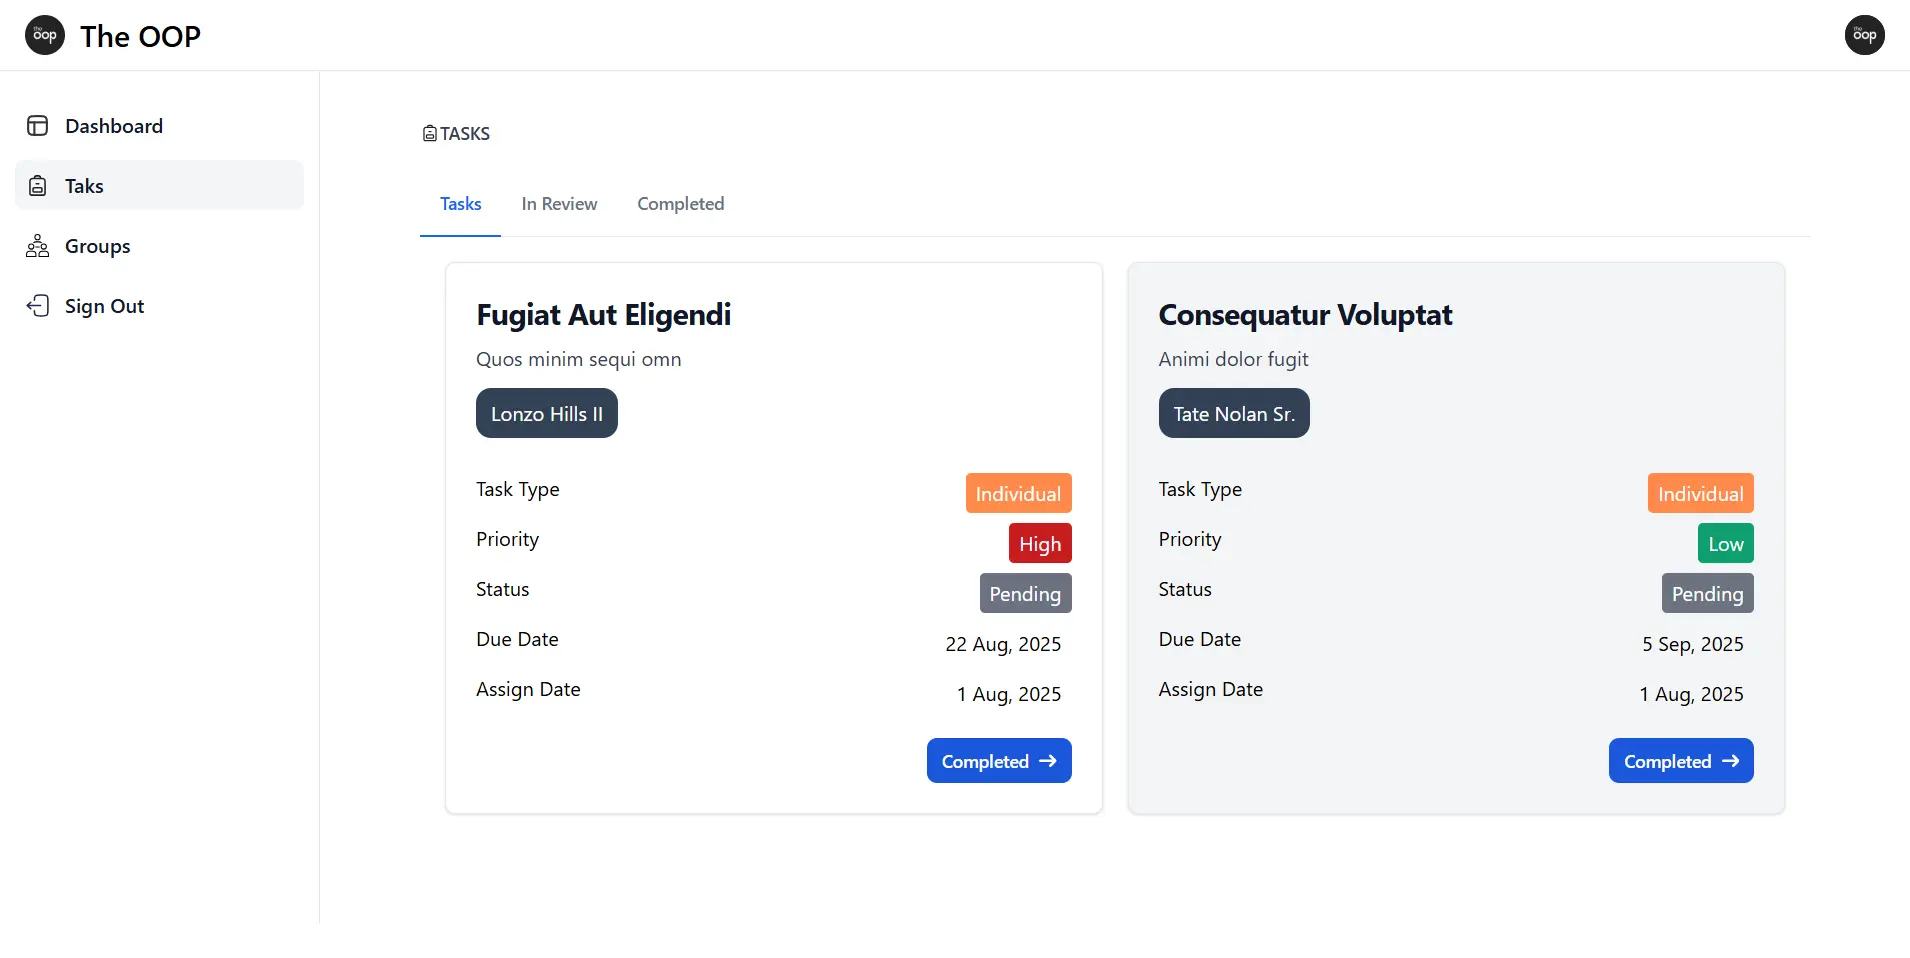 the oop The OOP the oop
Dashboard
Taks
Groups
Sign Out
TASKS
Tasks In Review Completed
Fugiat Aut Eligendi
Quos minim sequi omn
Lonzo Hills II
Task Type Individual
Priority High
Status Pending
Due Date 22 Aug, 2025
Assign Date 1 Aug, 2025
Completed →
Consequatur Voluptat
Animi dolor fugit
Tate Nolan Sr.
Task Type Individual
Priority Low
Status Pending
Due Date 5 Sep, 2025
Assign Date 1 Aug, 2025
Completed →